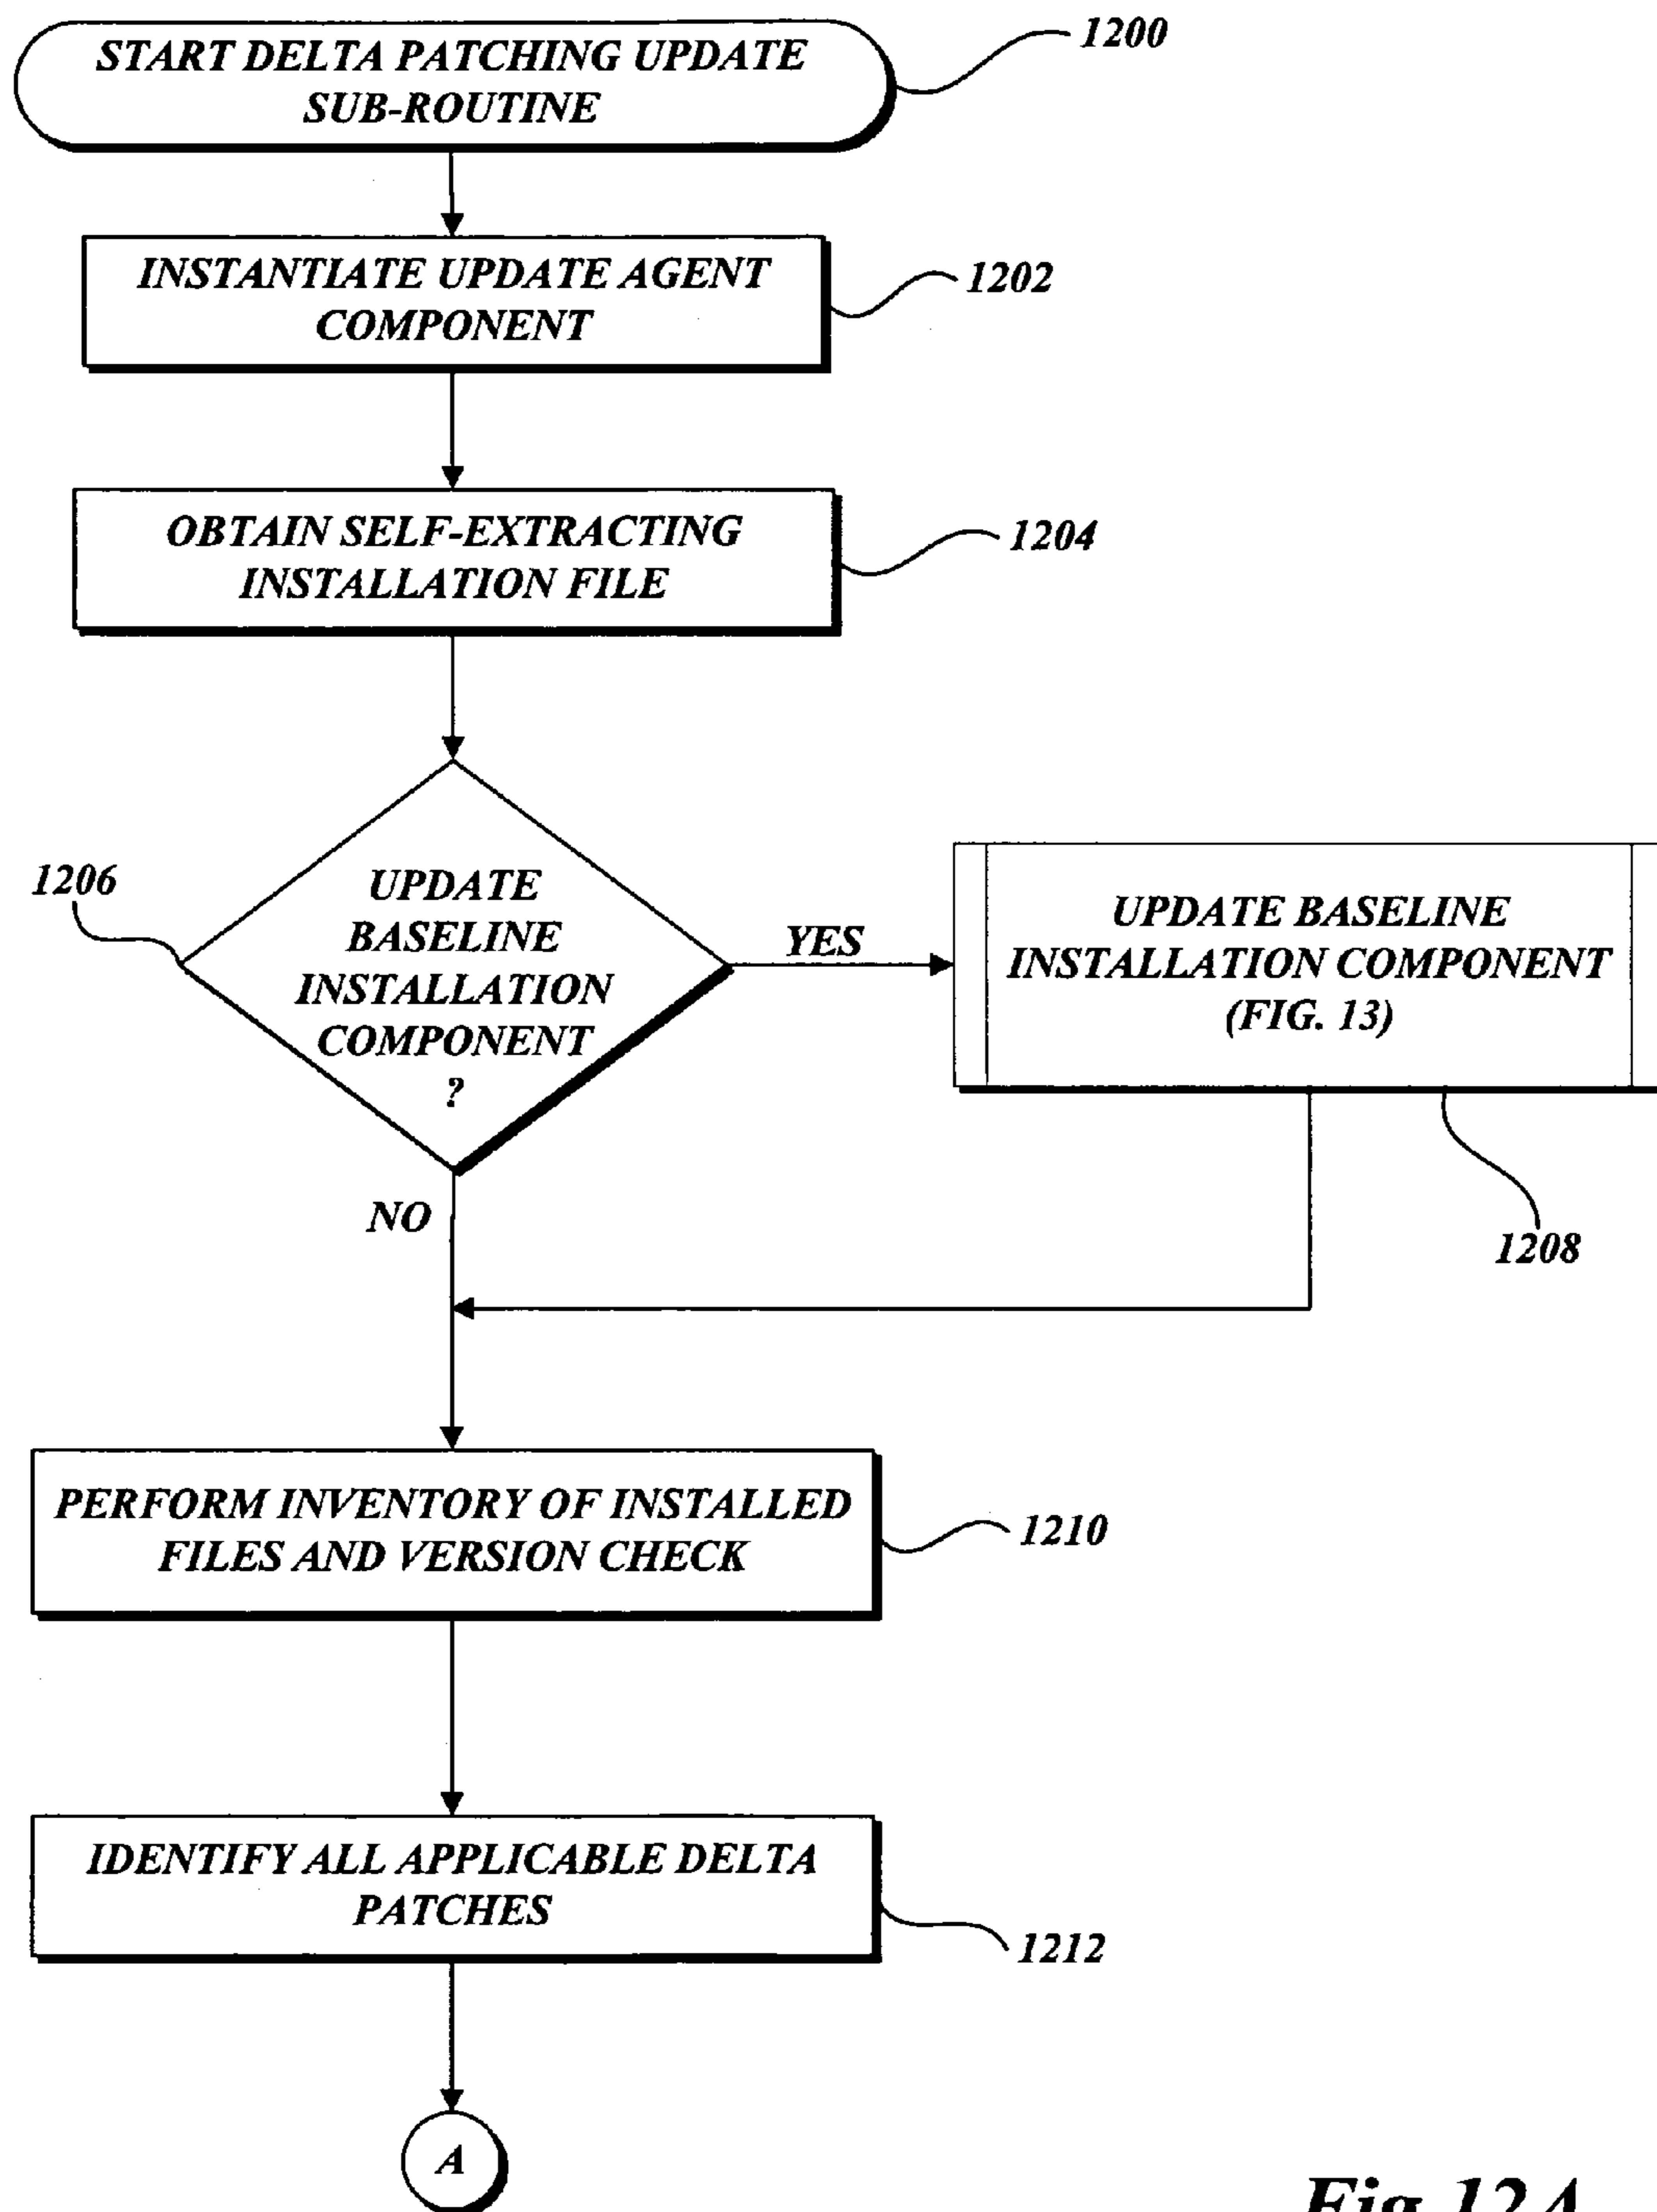 START DELTA PATCHING UPDATE
SUB-ROUTINE
1200
INSTANTIATE UPDATE AGENT
COMPONENT
1202
OBTAIN SELF-EXTRACTING
INSTALLATION FILE
1204
1206
UPDATE
BASELINE
INSTALLATION
COMPONENT
?
YES
UPDATE BASELINE
INSTALLATION COMPONENT
(FIG. 13)
1208
NO
PERFORM INVENTORY OF INSTALLED
FILES AND VERSION CHECK
1210
IDENTIFY ALL APPLICABLE DELTA
PATCHES
1212
A
Fig.12A.